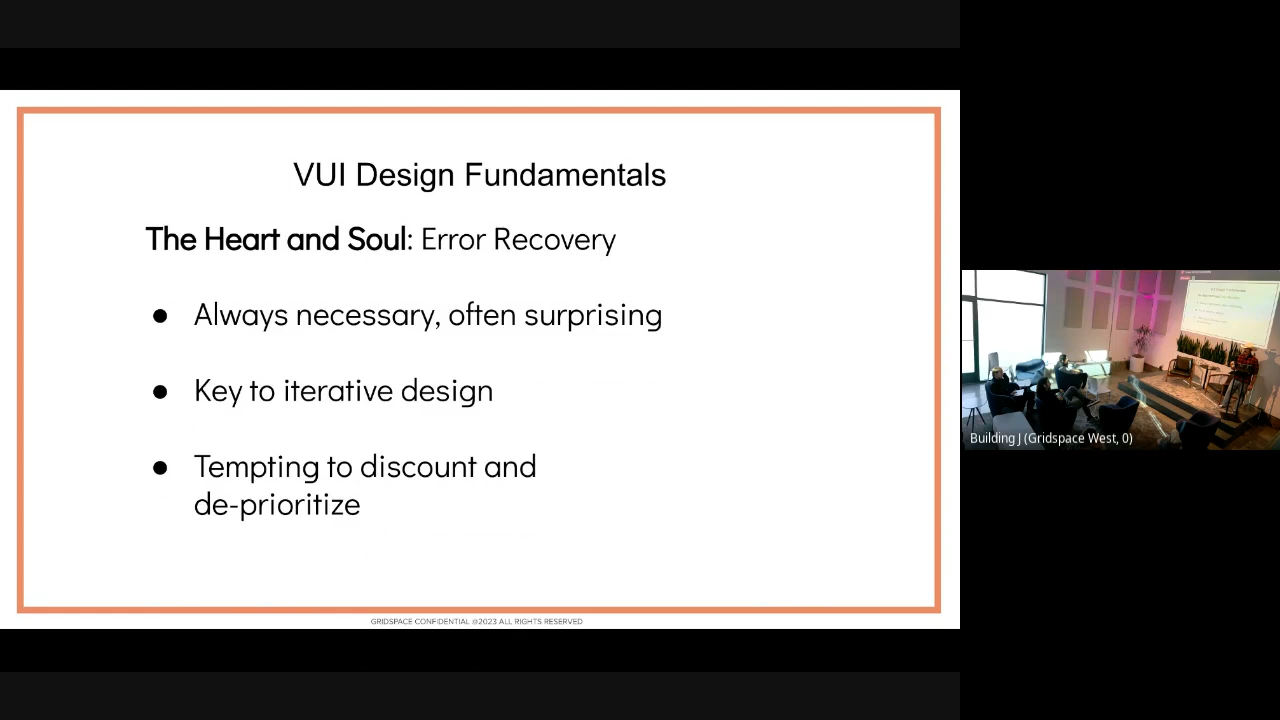 VUI Design Fundamentals
The Heart and Soul: Error Recovery
● Always necessary, often surprising
● Key to iterative design
● Tempting to discount and
de-prioritize
GRIDSPACE CONFIDENTIAL @2023 ALL RIGHTS RESERVED
Building J (Gridspace West, 0)